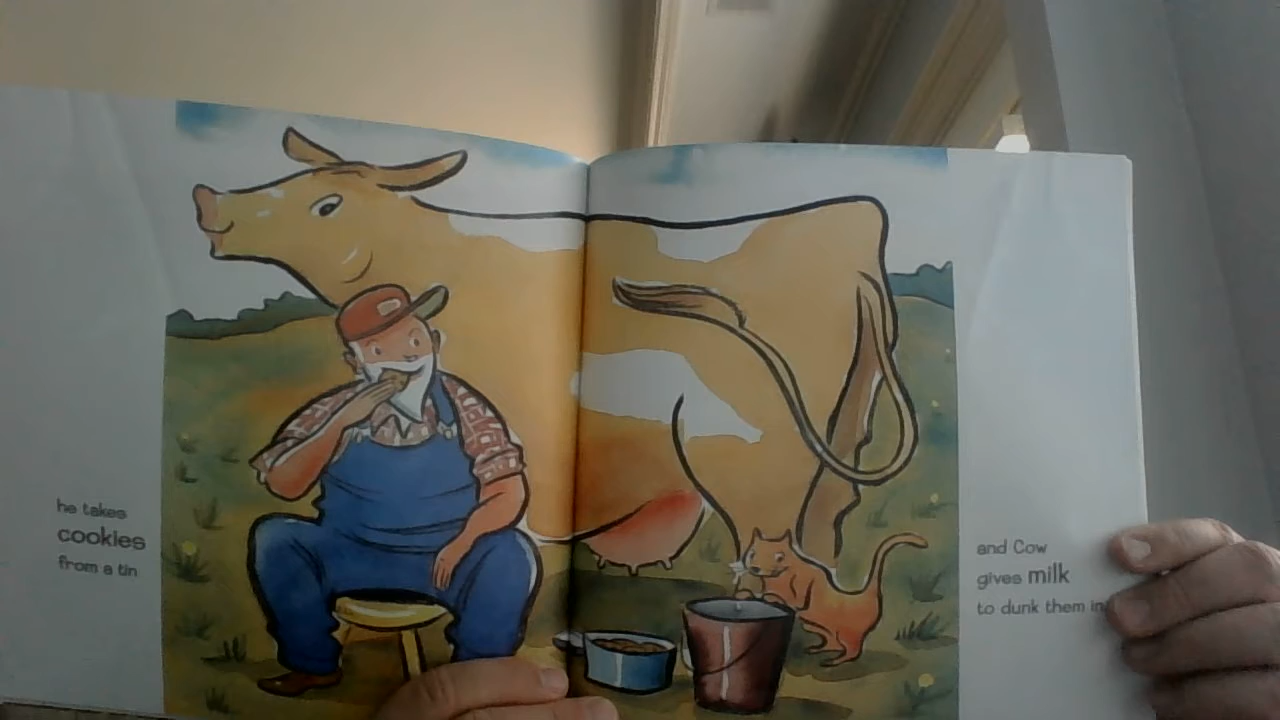 he takes
cookies
from a tin
and Cow
gives milk
to dunk them in